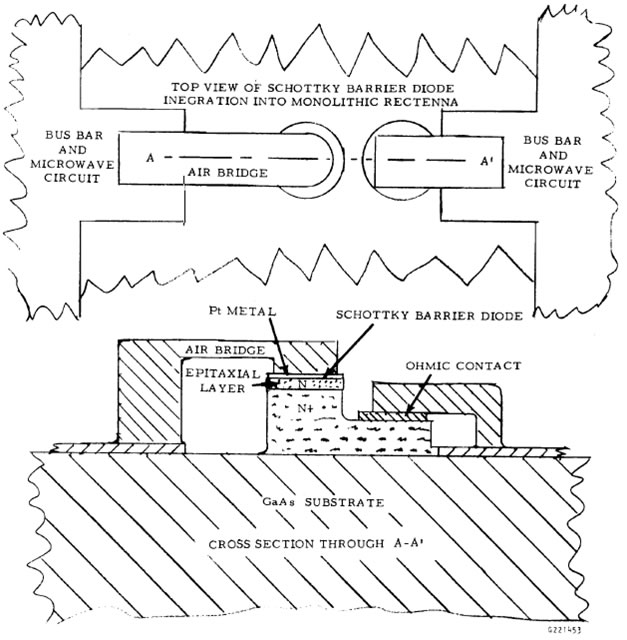 TOP VIEW OF SCHOTTKY BARRIER DIODE
INEGRATION INTO MONOLITHIC RECTENNA
BUS BAR
AND
MICROWAVE
CIRCUIT
A
AIR BRIDGE
A'
BUS BAR
AND
MICROWAVE
CIRCUIT
Pt METAL
SCHOTTKY BARRIER DIODE
AIR BRIDGE
EPITAXIAL
LAYER
N
OHMIC CONTACT
N+
GaAs SUBSTRATE
CROSS SECTION THROUGH A-A'
G221453